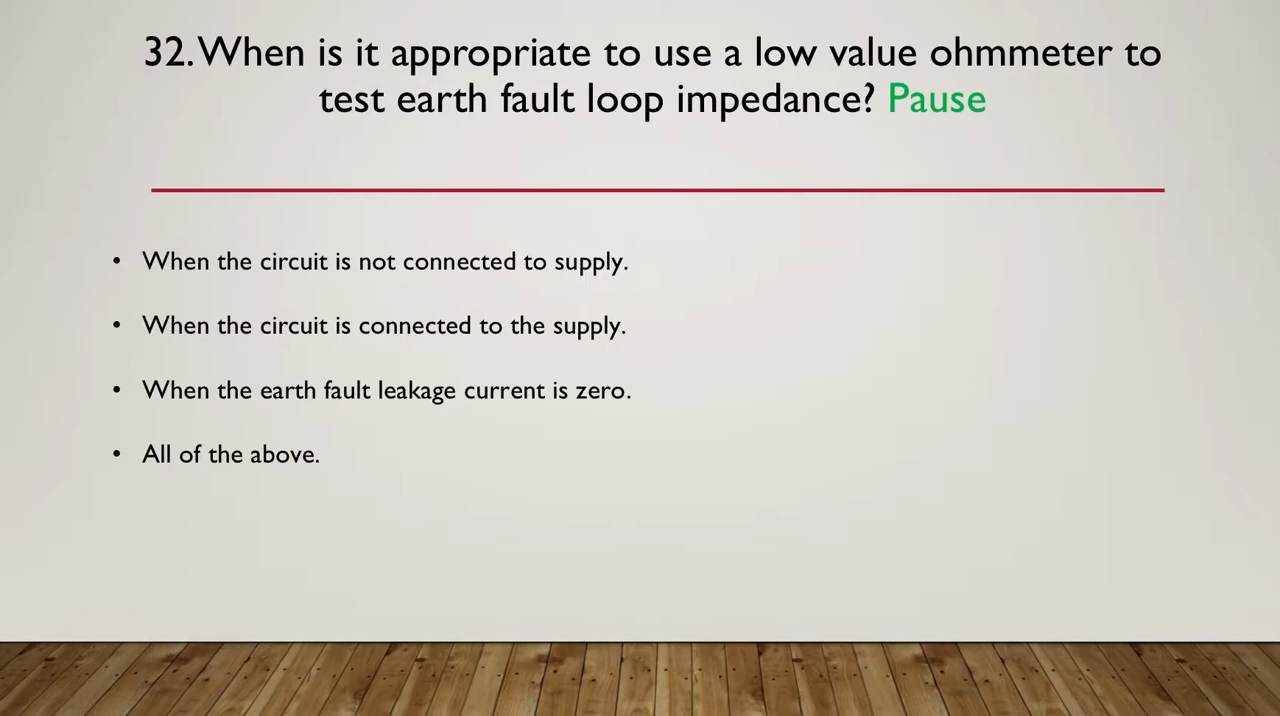 32. When is it appropriate to use a low value ohmmeter to
test earth fault loop impedance? Pause
• When the circuit is not connected to supply.
• When the circuit is connected to the supply.
• When the earth fault leakage current is zero.
• All of the above.